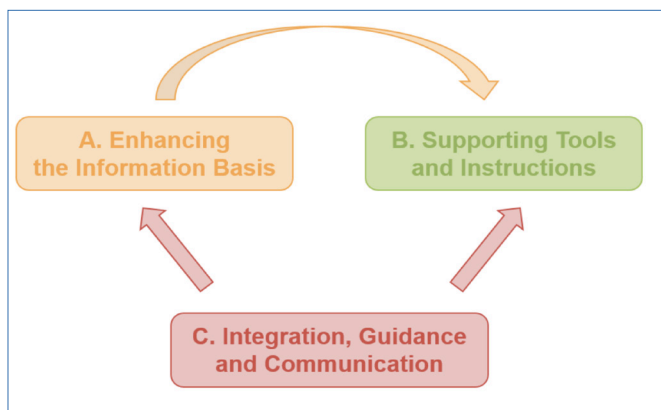 A. Enhancing
the Information Basis
B. Supporting Tools
and Instructions
C. Integration, Guidance
and Communication